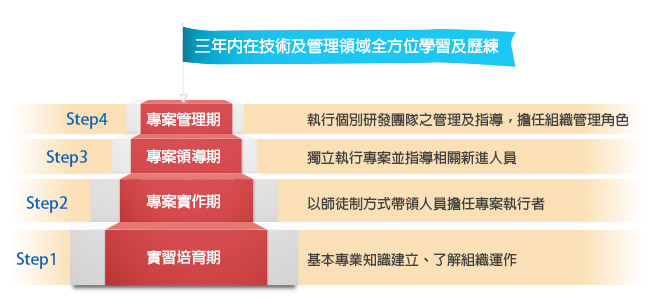 三年內在技術及管理領域全方位學習及歷練
Step4 專案管理期 執行個別研發團隊之管理及指導，擔任組織管理角色
Step3 專案領導期 獨立執行專案並指導相關新進人員
Step2 專案實作期 以師徒制方式帶領人員擔任專案執行者
Step1 實習培育期 基本專業知識建立、了解組織運作